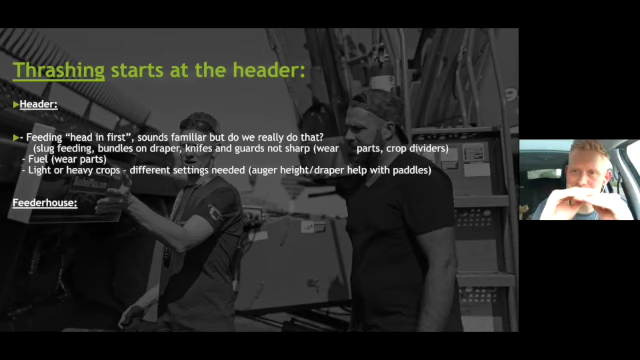 Thrashing starts at the header:
Header:
- Feeding “head in first”, sounds familiar but do we really do that?
(slug feeding, bundles on draper, knifes and guards not sharp (wear parts, crop dividers)
- Fuel (wear parts)
- Light or heavy crops – different settings needed (auger height/draper help with paddles)
Feederhouse: